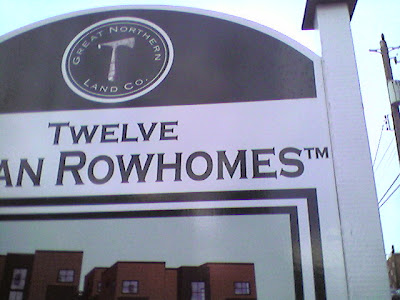 GREAT NORTHERN
LAND CO.
TWELVE
AN ROWHOMES™